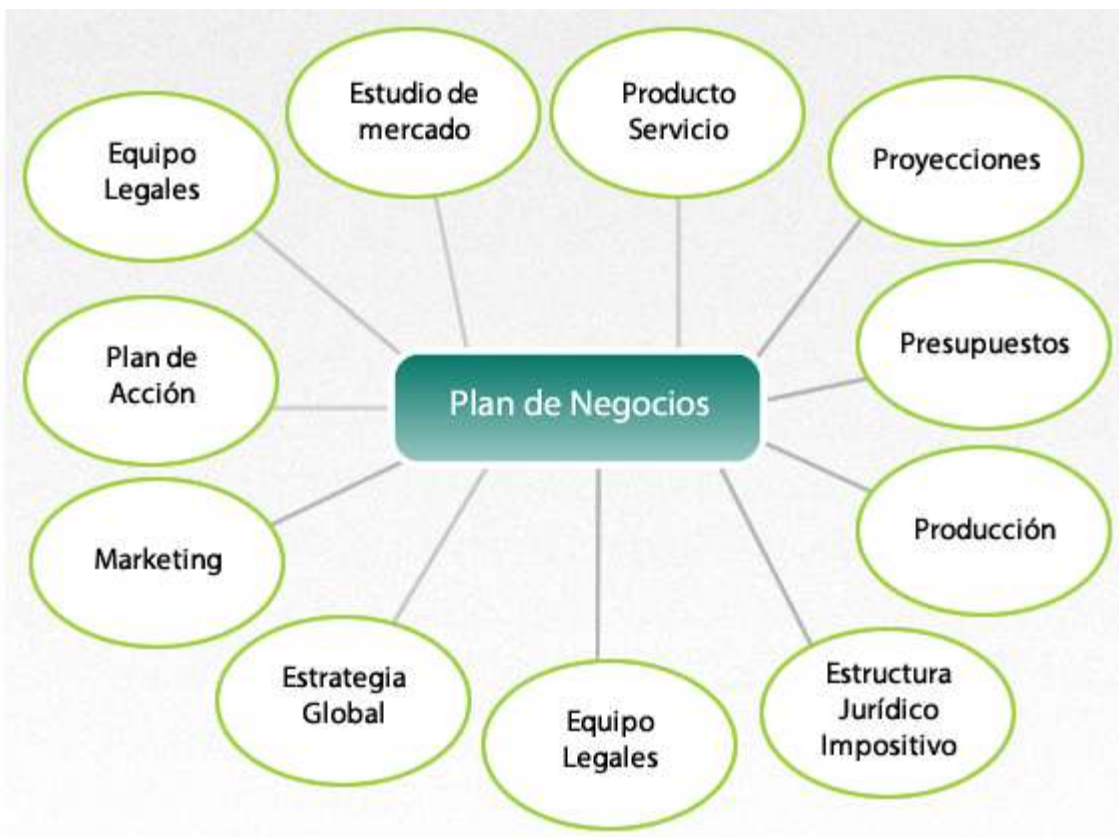 Estudio de
mercado
Producto
Servicio
Equipo
Legales
Proyecciones
Plan de
Acción
Plan de Negocios
Presupuestos
Marketing
Producción
Estrategia
Global
Equipo
Legales
Estructura
Jurídico
Impositivo